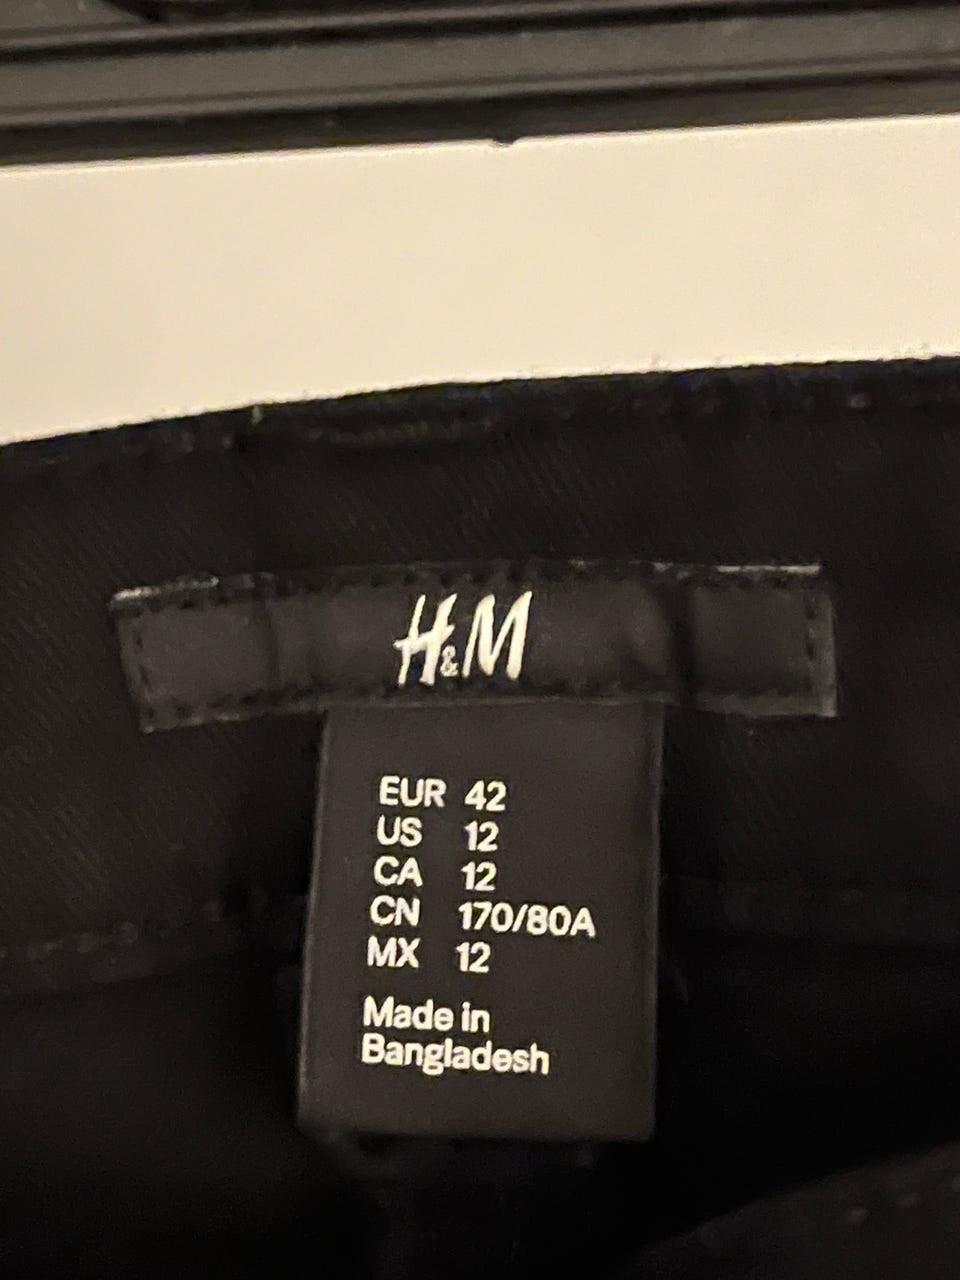 H&M
EUR 42
US 12
CA 12
CN 170/80A
MX 12
Made in
Bangladesh